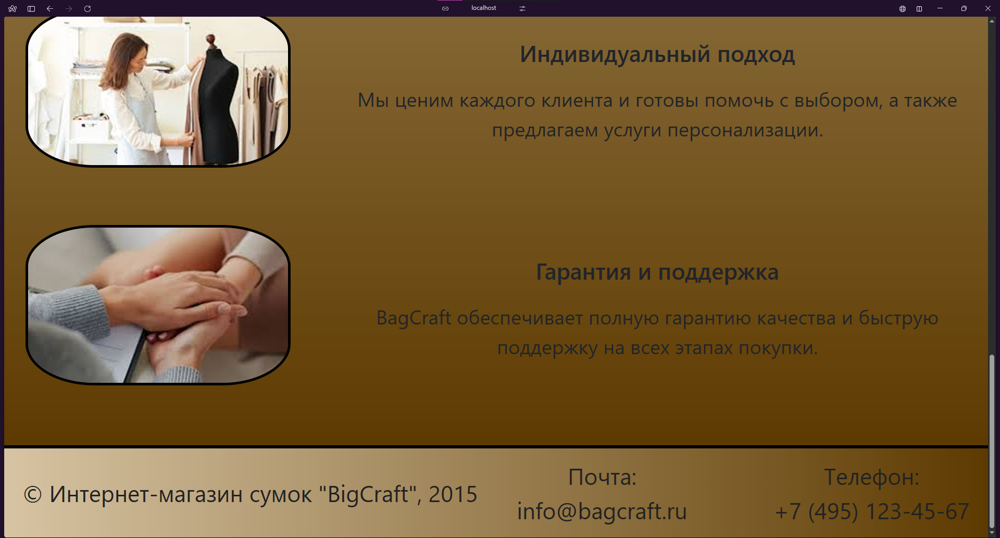 localhost
Индивидуальный подход
Мы ценим каждого клиента и готовы помочь с выбором, а также
предлагаем услуги персонализации.
Гарантия и поддержка
BagCraft обеспечивает полную гарантию качества и быструю
поддержку на всех этапах покупки.
© Интернет-магазин сумок "BigCraft", 2015
Почта:
info@bagcraft.ru
Телефон:
+7 (495) 123-45-67